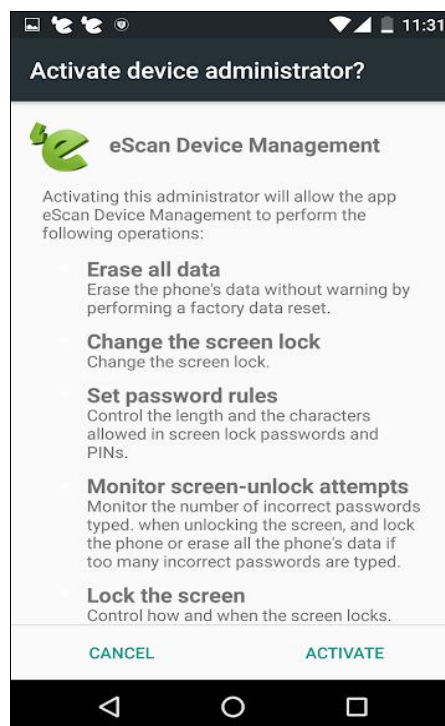 11:31
Activate device administrator?
eScan Device Management
Activating this administrator will allow the app
eScan Device Management to perform the
following operations:
Erase all data
Erase the phone's data without warning by
performing a factory data reset.
Change the screen lock
Change the screen lock.
Set password rules
Control the length and the characters
allowed in screen lock passwords and
PINs.
Monitor screen-unlock attempts
Monitor the number of incorrect passwords
typed. when unlocking the screen, and lock
the phone or erase all the phone's data if
too many incorrect passwords are typed.
Lock the screen
Control how and when the screen locks.
CANCEL ACTIVATE